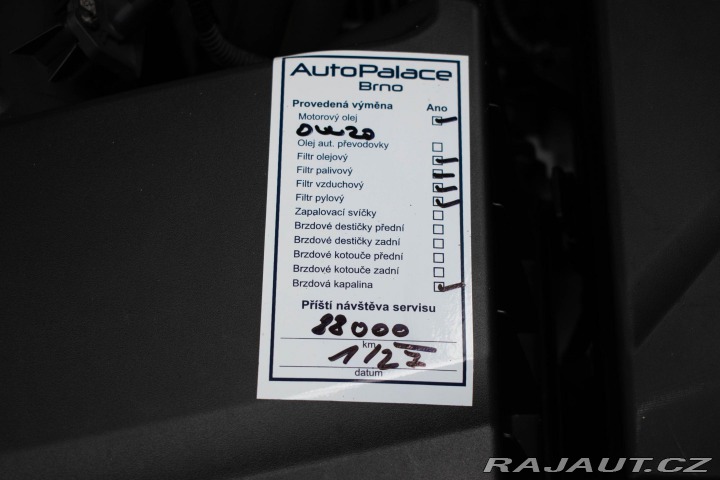 AutoPalace
Brno
Provedená výměna Ano
Motorový olej
0W20
Olej aut. převodovky
Filtr olejový
Filtr palivový
Filtr vzduchový
Filtr pylový
Zapalovací svíčky
Brzdové destičky přední
Brzdové destičky zadní
Brzdové kotouče přední
Brzdové kotouče zadní
Brzdová kapalina
Příští návštěva servisu
88000
km
1/27
datum
RAJAUT.CZ